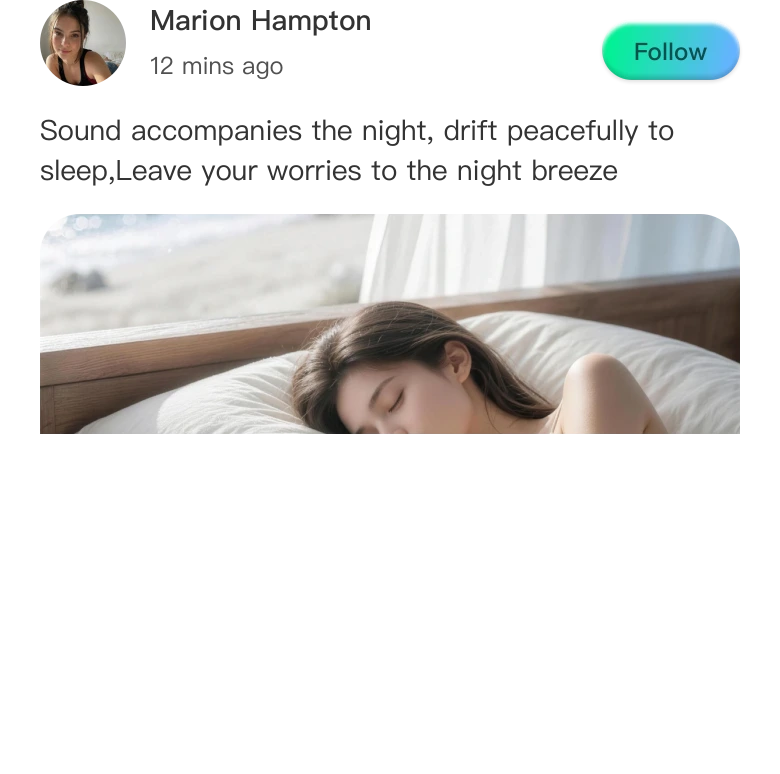 Marion Hampton
12 mins ago
Follow
Sound accompanies the night, drift peacefully to
sleep,Leave your worries to the night breeze